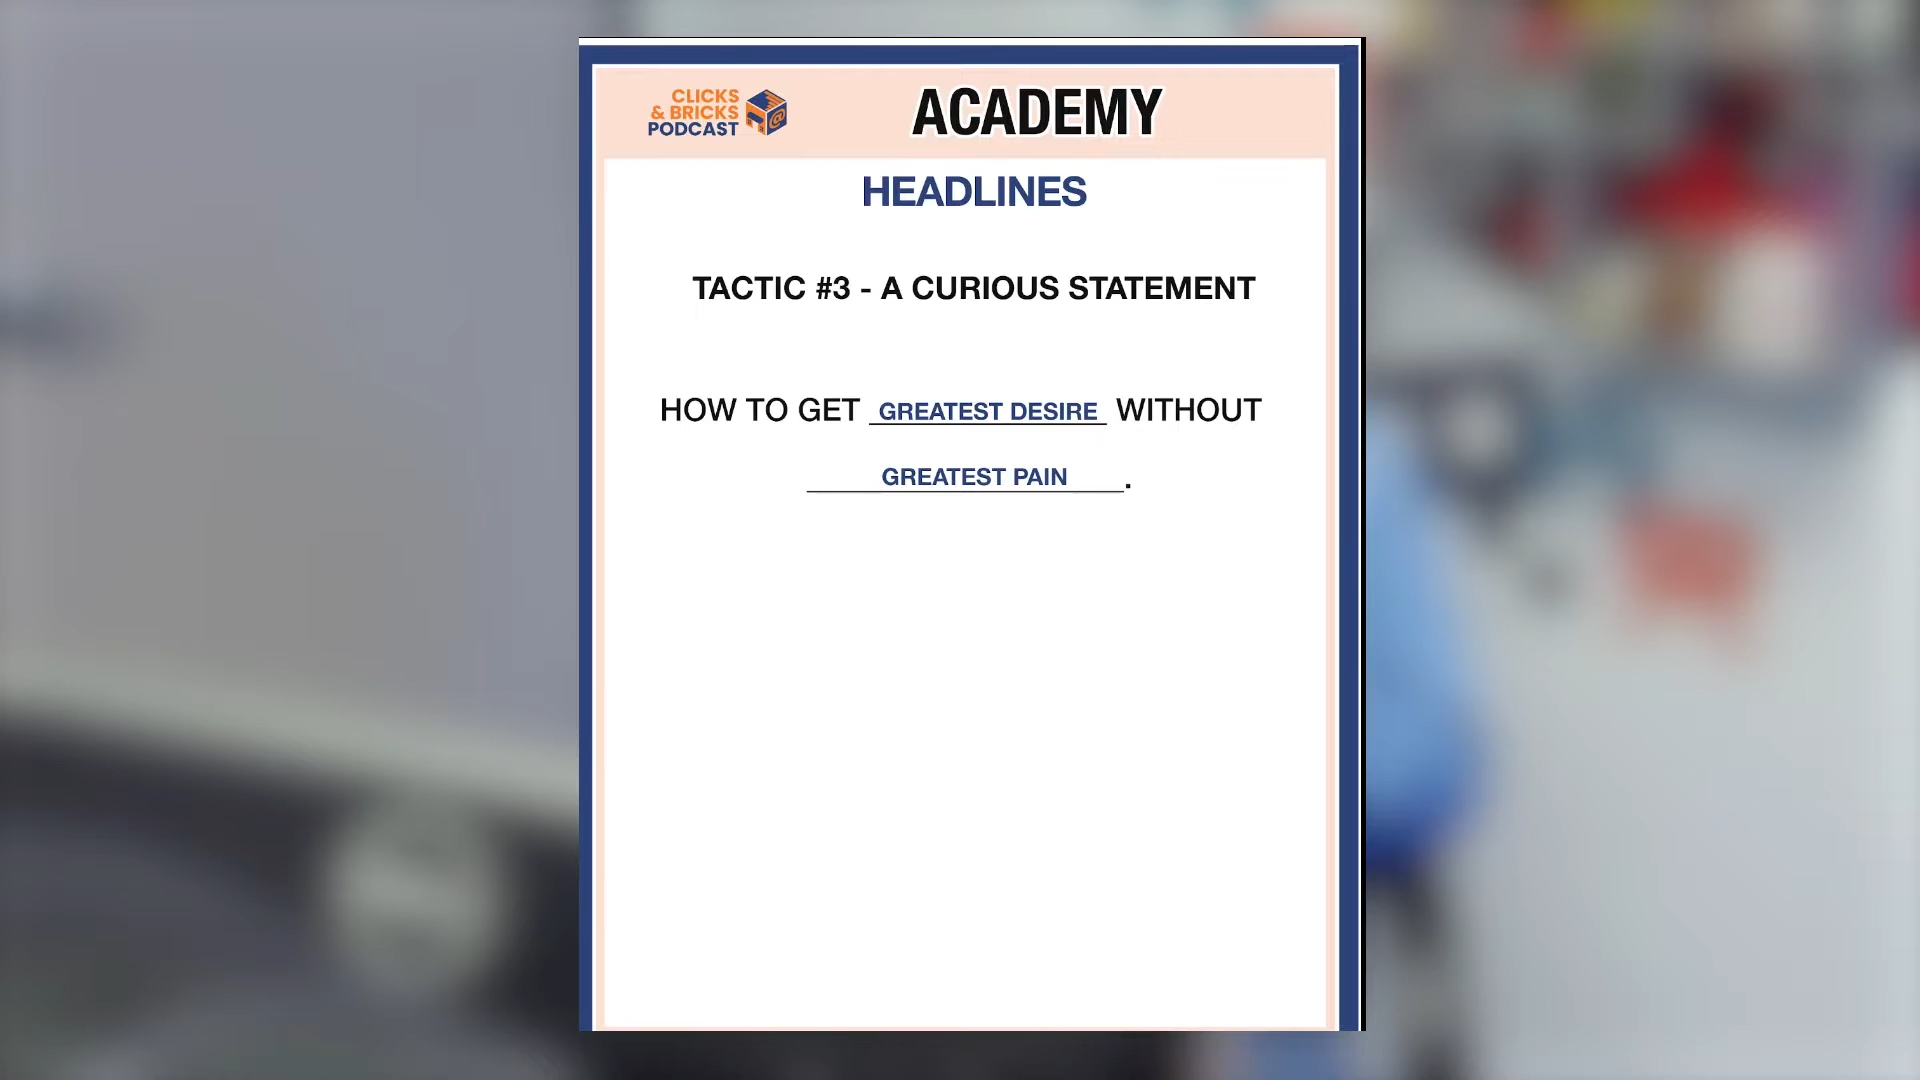 CLICKS
& BRICKS
PODCAST
ACADEMY
HEADLINES
TACTIC #3 - A CURIOUS STATEMENT
HOW TO GET GREATEST DESIRE WITHOUT
GREATEST PAIN.